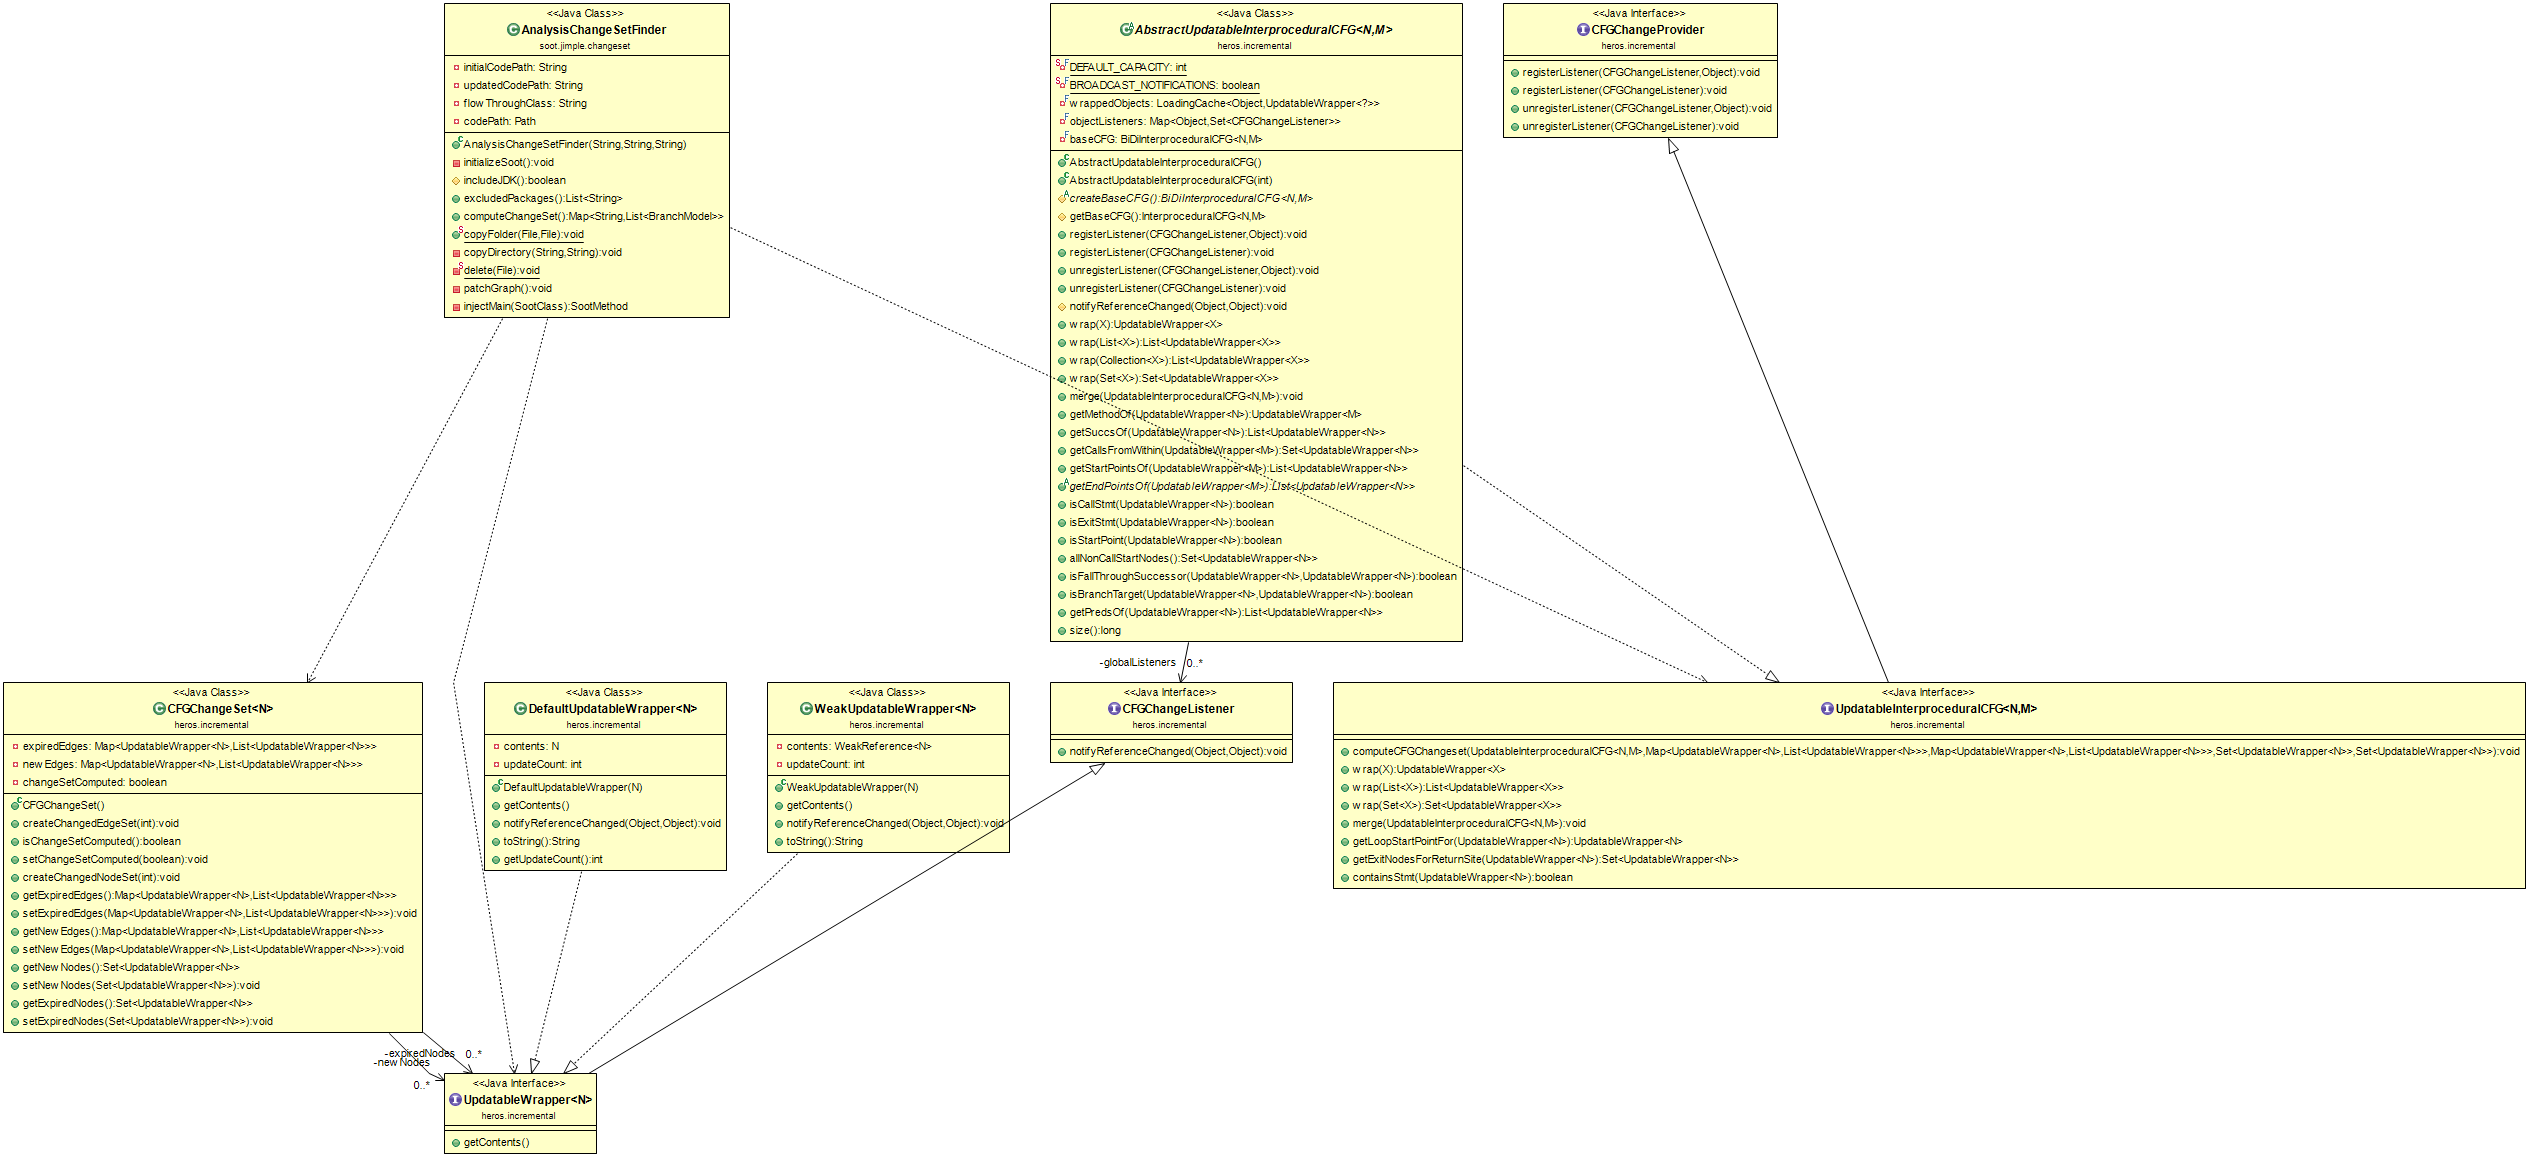 <<Java Class>>
AnalysisChangeSetFinder
soot.jimple.changeset
initialCodePath: String
updatedCodePath: String
flowThroughClass: String
codePath: Path
AnalysisChangeSetFinder(String,String,String)
initializeSoot():void
includeJDK():boolean
excludedPackages():List<String>
computeChangeSet():Map<String,List<BranchModel>>
copyFolder(File,File):void
copyDirectory(String,String):void
delete(File):void
patchGraph():void
injectMain(SootClass):SootMethod
<<Java Class>>
AbstractUpdatableInterproceduralCFG<N,M>
heros.incremental
DEFAULT_CAPACITY: int
BROADCAST_NOTIFICATIONS: boolean
wrappedObjects: LoadingCache<Object,UpdatableWrapper<?>>
objectListeners: Map<Object,Set<CFGChangeListener>>
baseCFG: BiDiInterproceduralCFG<N,M>
AbstractUpdatableInterproceduralCFG()
AbstractUpdatableInterproceduralCFG(int)
createBaseCFG():BiDiInterproceduralCFG<N,M>
getBaseCFG():InterproceduralCFG<N,M>
registerListener(CFGChangeListener,Object):void
registerListener(CFGChangeListener):void
unregisterListener(CFGChangeListener,Object):void
unregisterListener(CFGChangeListener):void
notifyReferenceChanged(Object,Object):void
wrap(X):UpdatableWrapper<X>
wrap(List<X>):List<UpdatableWrapper<X>>
wrap(Collection<X>):List<UpdatableWrapper<X>>
wrap(Set<X>):Set<UpdatableWrapper<X>>
merge(UpdatableInterproceduralCFG<N,M>):void
getMethodOf(UpdatableWrapper<N>):UpdatableWrapper<M>
getSuccsOf(UpdatableWrapper<N>):List<UpdatableWrapper<N>>
getCallsFromWithin(UpdatableWrapper<M>):Set<UpdatableWrapper<N>>
getStartPointsOf(UpdatableWrapper<M>):List<UpdatableWrapper<N>>
getEndPointsOf(UpdatableWrapper<M>):List<UpdatableWrapper<N>>
isCallStmt(UpdatableWrapper<N>):boolean
isExitStmt(UpdatableWrapper<N>):boolean
isStartPoint(UpdatableWrapper<N>):boolean
allNonCallStartNodes():Set<UpdatableWrapper<N>>
isFallThroughSuccessor(UpdatableWrapper<N>,UpdatableWrapper<N>):boolean
isBranchTarget(UpdatableWrapper<N>,UpdatableWrapper<N>):boolean
getPredsOf(UpdatableWrapper<N>):List<UpdatableWrapper<N>>
size():long
<<Java Interface>>
CFGChangeProvider
heros.incremental
registerListener(CFGChangeListener,Object):void
registerListener(CFGChangeListener):void
unregisterListener(CFGChangeListener,Object):void
unregisterListener(CFGChangeListener):void
-globalListeners 0..*
<<Java Class>>
CFGChangeSet<N>
heros.incremental
expiredEdges: Map<UpdatableWrapper<N>,List<UpdatableWrapper<N>>>
newEdges: Map<UpdatableWrapper<N>,List<UpdatableWrapper<N>>>
changeSetComputed: boolean
CFGChangeSet()
createChangedEdgeSet(int):void
isChangeSetComputed():boolean
setChangeSetComputed(boolean):void
createChangedNodeSet(int):void
getExpiredEdges():Map<UpdatableWrapper<N>,List<UpdatableWrapper<N>>>
setExpiredEdges(Map<UpdatableWrapper<N>,List<UpdatableWrapper<N>>>):void
getNewEdges():Map<UpdatableWrapper<N>,List<UpdatableWrapper<N>>>
setNewEdges(Map<UpdatableWrapper<N>,List<UpdatableWrapper<N>>>):void
getNewNodes():Set<UpdatableWrapper<N>>
setNewNodes(Set<UpdatableWrapper<N>>):void
getExpiredNodes():Set<UpdatableWrapper<N>>
setExpiredNodes(Set<UpdatableWrapper<N>>):void
<<Java Class>>
DefaultUpdatableWrapper<N>
heros.incremental
contents: N
updateCount: int
DefaultUpdatableWrapper(N)
getContents()
notifyReferenceChanged(Object,Object):void
toString():String
getUpdateCount():int
<<Java Class>>
WeakUpdatableWrapper<N>
heros.incremental
contents: WeakReference<N>
updateCount: int
WeakUpdatableWrapper(N)
getContents()
notifyReferenceChanged(Object,Object):void
toString():String
<<Java Interface>>
CFGChangeListener
heros.incremental
notifyReferenceChanged(Object,Object):void
<<Java Interface>>
UpdatableInterproceduralCFG<N,M>
heros.incremental
computeCFGChangeset(UpdatableInterproceduralCFG<N,M>,Map<UpdatableWrapper<N>,List<UpdatableWrapper<N>>>,Map<UpdatableWrapper<N>,List<UpdatableWrapper<N>>>,Set<UpdatableWrapper<N>>,Set<UpdatableWrapper<N>>):void
wrap(X):UpdatableWrapper<X>
wrap(List<X>):List<UpdatableWrapper<X>>
wrap(Set<X>):Set<UpdatableWrapper<X>>
merge(UpdatableInterproceduralCFG<N,M>):void
getLoopStartPointFor(UpdatableWrapper<N>):UpdatableWrapper<N>
getExitNodesForReturnSite(UpdatableWrapper<N>):Set<UpdatableWrapper<N>>
containsStmt(UpdatableWrapper<N>):boolean
-expiredNodes 0..*
-newNodes
0..*
<<Java Interface>>
UpdatableWrapper<N>
heros.incremental
getContents()